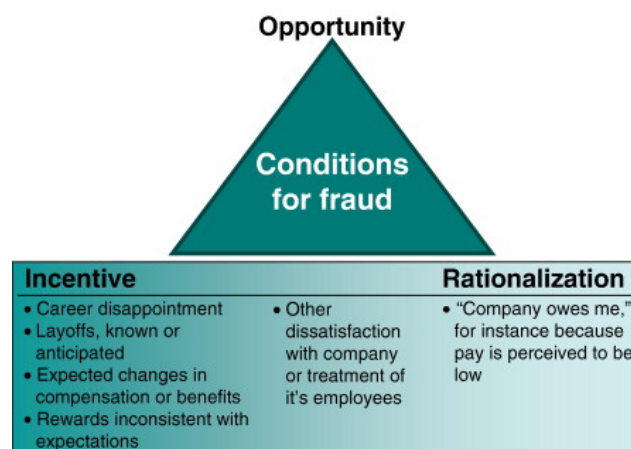 Opportunity
Conditions
for fraud
Incentive
• Career disappointment
• Layoffs, known or
anticipated
• Expected changes in
compensation or benefits
• Rewards inconsistent with
expectations
• Other
dissatisfaction
with company
or treatment of
it's employees
Rationalization
• “Company owes me,”
for instance because
pay is perceived to be
low